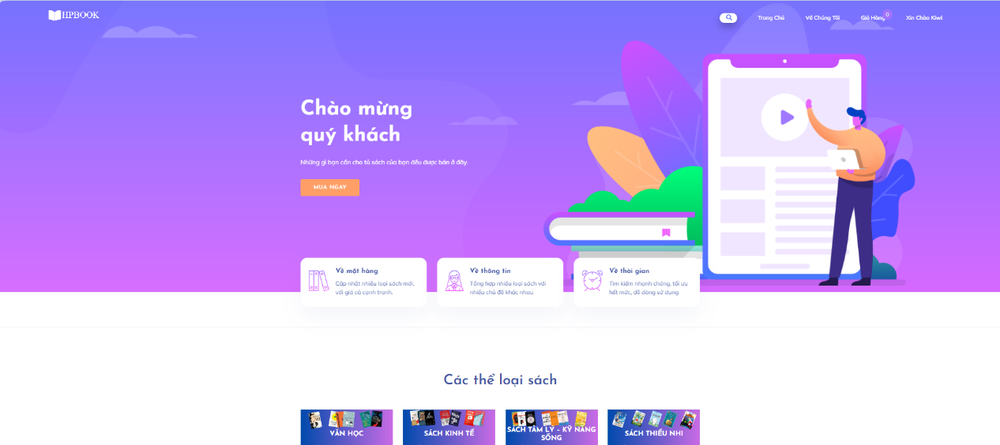 HPBOOK
Trang Chủ
Về Chúng Tôi
Giỏ Hàng
0
Xin Chào Kiwi
Chào mừng
quý khách
Những gì bạn cần cho tủ sách của bạn đều được bán ở đây.
MUA NGAY
Về mặt hàng
Cập nhật nhiều loại sách mới,
với giá cả cạnh tranh.
Về thông tin
Tổng hợp nhiều loại sách với
nhiều chủ đề khác nhau
Về thời gian
Tìm kiếm nhanh chóng, tối ưu
hết mức, dễ dàng sử dụng
Các thể loại sách
VĂN HỌC
SÁCH KINH TẾ
SÁCH TÂM LÝ – KỸ NĂNG
SỐNG
SÁCH THIẾU NHI